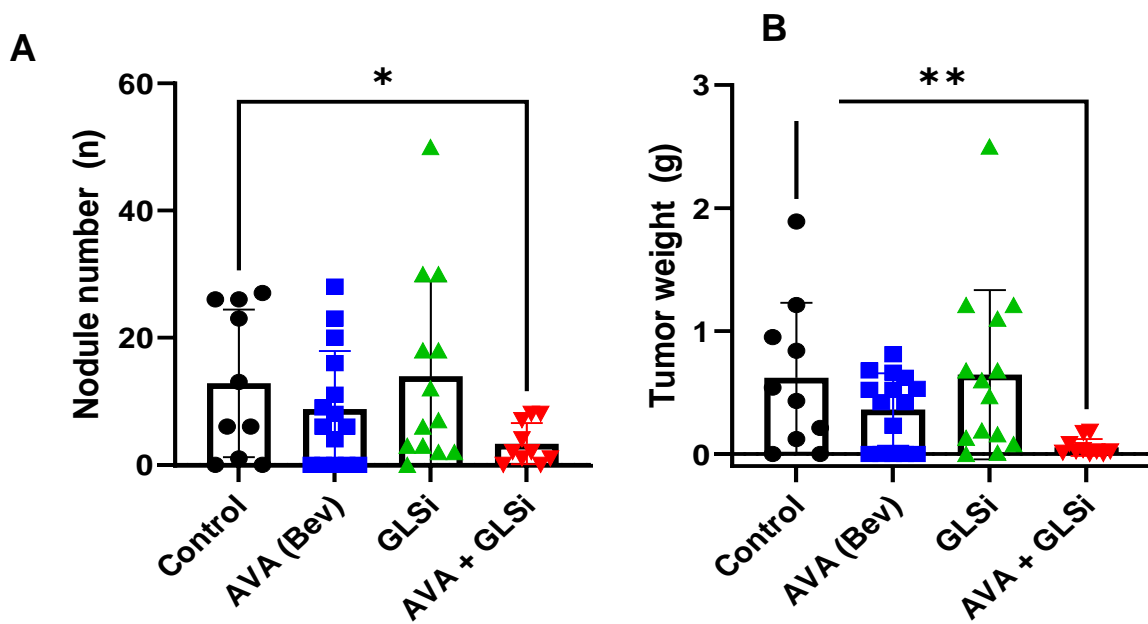 A
Nodule number (n)
60
40
20
0
*
Control
AVA (Bev)
GLSi
AVA + GLSi
B
Tumor weight (g)
3
2
1
0
**
Control
AVA (Bev)
GLSi
AVA + GLSi